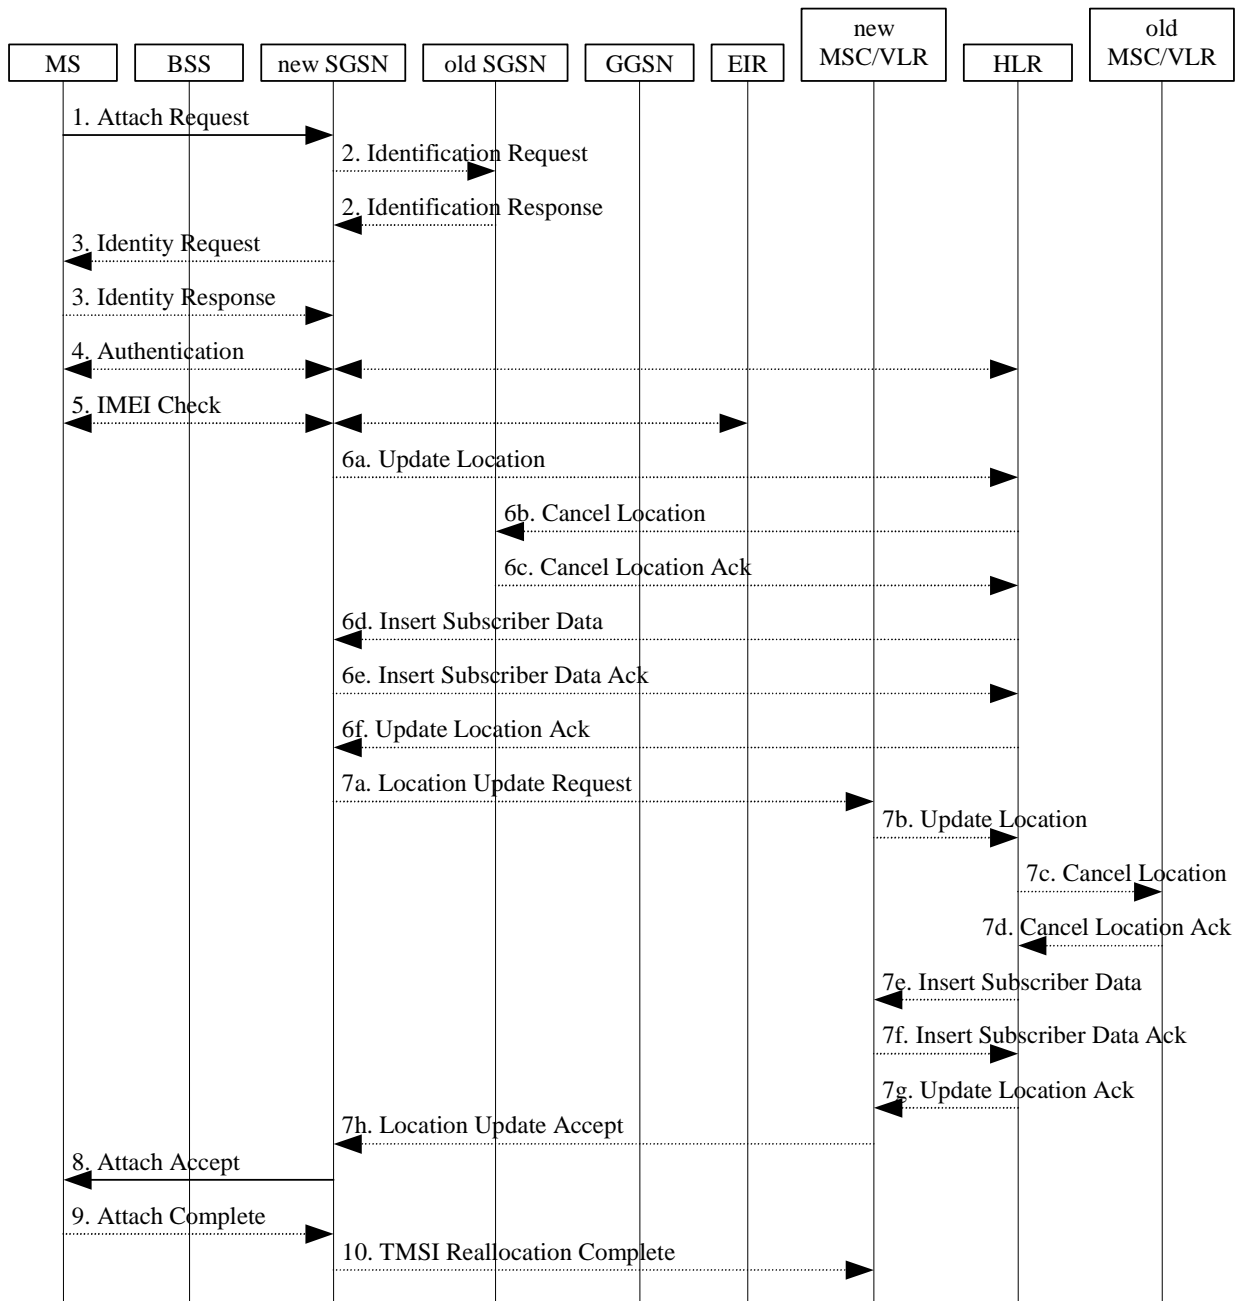 MS
BSS
new SGSN
old SGSN
GGSN
EIR
new
MSC/VLR
HLR
old
MSC/VLR
1. Attach Request
2. Identification Request
2. Identification Response
3. Identity Request
3. Identity Response
4. Authentication
5. IMEI Check
6a. Update Location
6b. Cancel Location
6c. Cancel Location Ack
6d. Insert Subscriber Data
6e. Insert Subscriber Data Ack
6f. Update Location Ack
7a. Location Update Request
7b. Update Location
7c. Cancel Location
7d. Cancel Location Ack
7e. Insert Subscriber Data
7f. Insert Subscriber Data Ack
7g. Update Location Ack
7h. Location Update Accept
8. Attach Accept
9. Attach Complete
10. TMSI Reallocation Complete